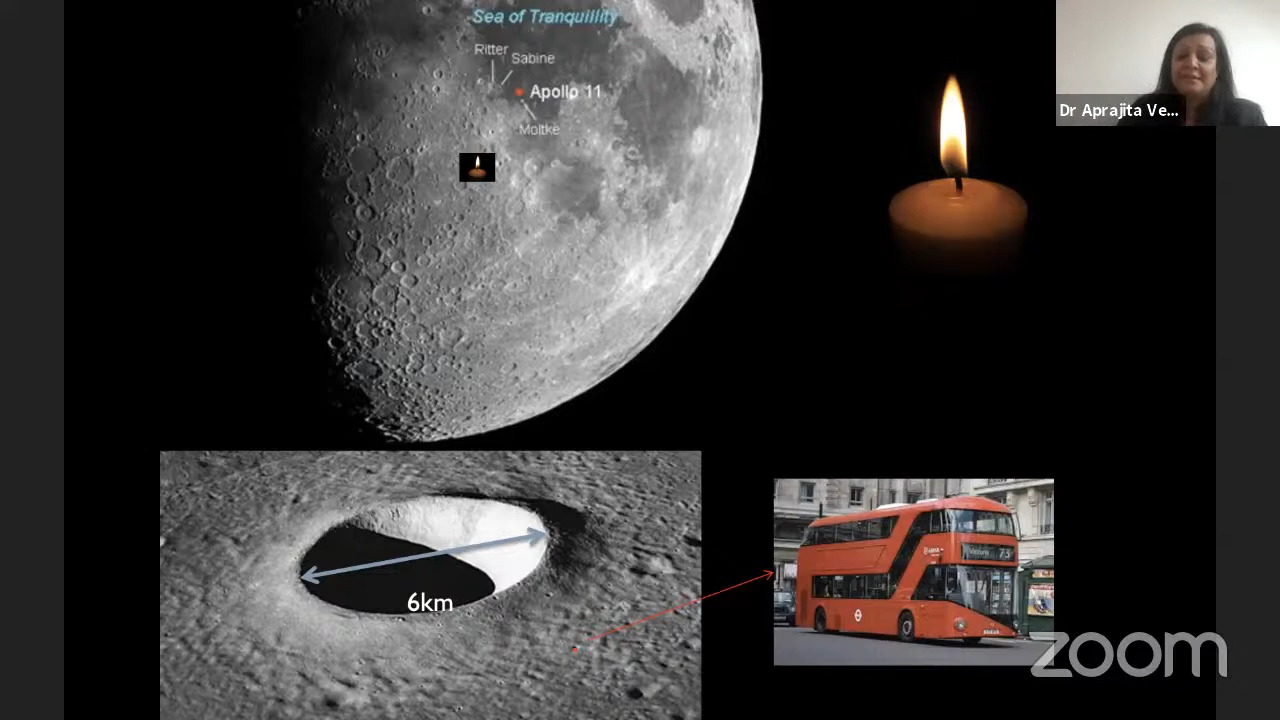 Sea of Tranquillity
Ritter
Sabine
Apollo 11
Moltke
Dr Aprajita Ve...
6km
Victoria
73
zoom